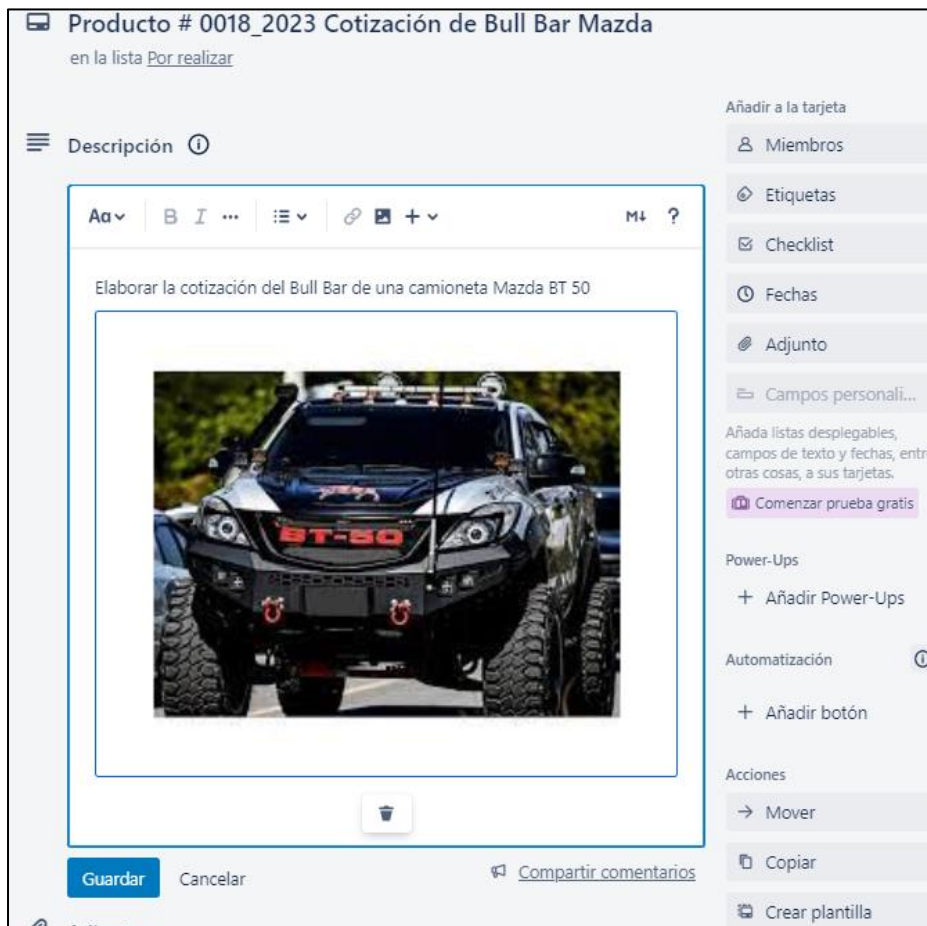 Producto # 0018_2023 Cotización de Bull Bar Mazda
en la lista Por realizar
Descripción
Aa
B I ...
M↓ ?
Elaborar la cotización del Bull Bar de una camioneta Mazda BT 50
BT-50
Guardar
Cancelar
Compartir comentarios
Añadir a la tarjeta
Miembros
Etiquetas
Checklist
Fechas
Adjunto
Campos personali...
Añada listas desplegables,
campos de texto y fechas, entr
otras cosas, a sus tarjetas.
Comenzar prueba gratis
Power-Ups
+ Añadir Power-Ups
Automatización
+ Añadir botón
Acciones
→ Mover
Copiar
Crear plantilla